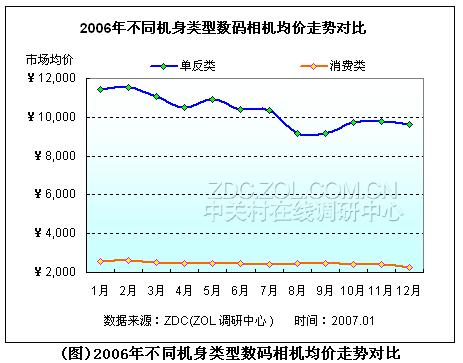 2006年不同机身类型数码相机均价走势对比
市场均价
单反类
消费类
￥12,000
￥10,000
￥8,000
￥6,000
￥4,000
￥2,000
ZDC.ZOL.COM.CN
中关村在线调研中心
1月 2月 3月 4月 5月 6月 7月 8月 9月 10月 11月 12月
数据来源：ZDC(ZOL调研中心） 时间：2007.01
(图)2006年不同机身类型数码相机均价走势对比